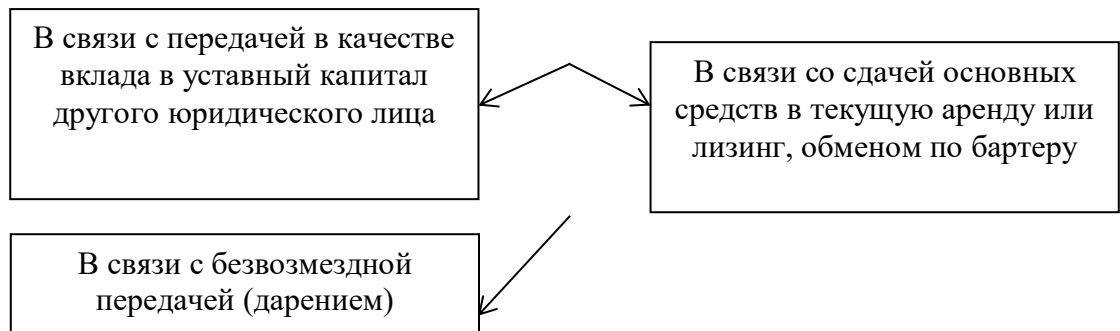 В связи с передачей в качестве
вклада в уставный капитал
другого юридического лица
В связи со сдачей основных
средств в текущую аренду или
лизинг, обменом по бартеру
В связи с безвозмездной
передачей (дарением)